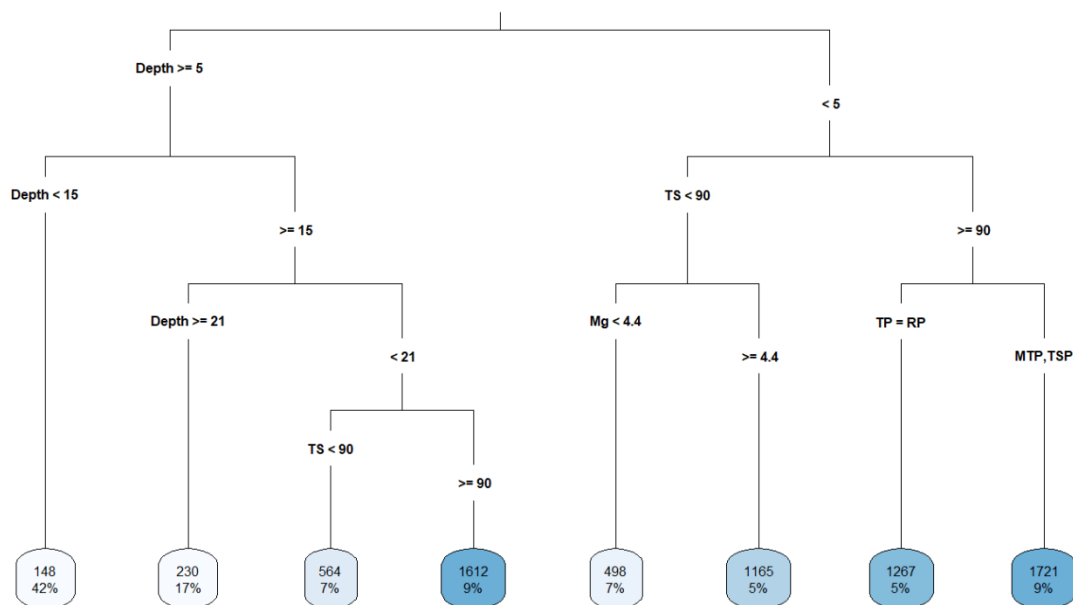 Depth >= 5
< 5
Depth < 15
TS < 90
>= 15
>= 90
Depth >= 21
Mg < 4.4
TP = RP
< 21
>= 4.4
MTP,TSP
TS < 90
>= 90
148
42%
230
17%
564
7%
1612
9%
498
7%
1165
5%
1267
5%
1721
9%